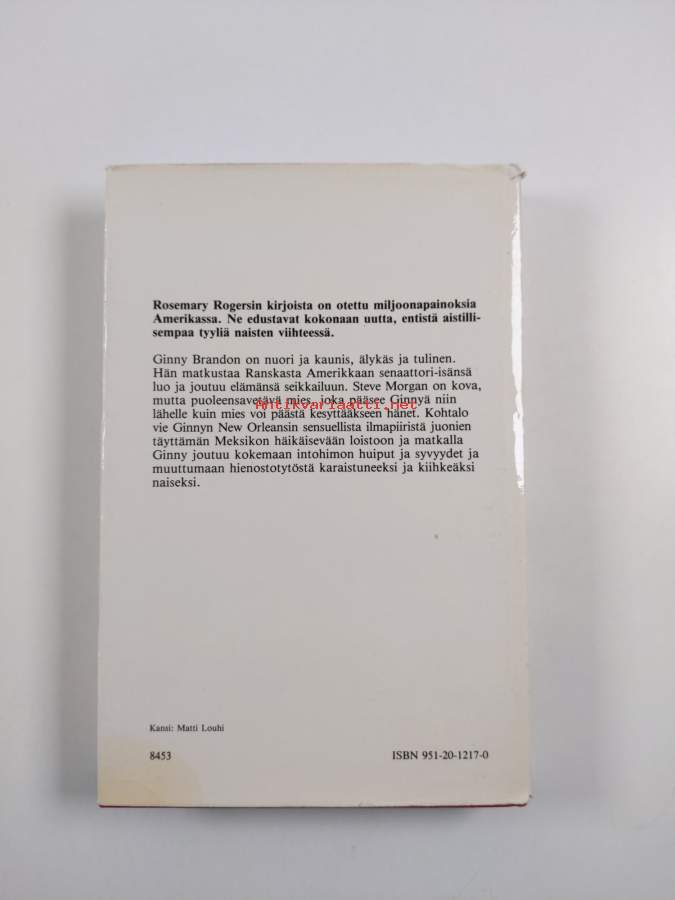 Rosemary Rogersin kirjoista on otettu miljoonapainoksia
Amerikassa. Ne edustavat kokonaan uutta, entistä aistilli-
sempaa tyyliä naisten viihteessä.
Ginny Brandon on nuori ja kaunis, älykäs ja tulinen.
Hän matkustaa Ranskasta Amerikkaan senaattori-isänsä
luo ja joutuu elämänsä seikkailuun. Steve Morgan on kova,
mutta puoleensavetävä mies, joka pääsee Ginnyä niin
Antikvariaatti.net
lähelle kuin mies voi päästä kesyttääkseen hänet. Kohtalo
vie Ginnyn New Orleansin sensuellista ilmapiiristä juonien
täyttämän Meksikon häikäisevään loistoon ja matkalla
Ginny joutuu kokemaan intohimon huiput ja syvyydet ja
muuttumaan hienostotytöstä karaistuneeksi ja kiihkeäksi
naiseksi.
Kansi: Matti Louhi
8453
ISBN 951-20-1217-0